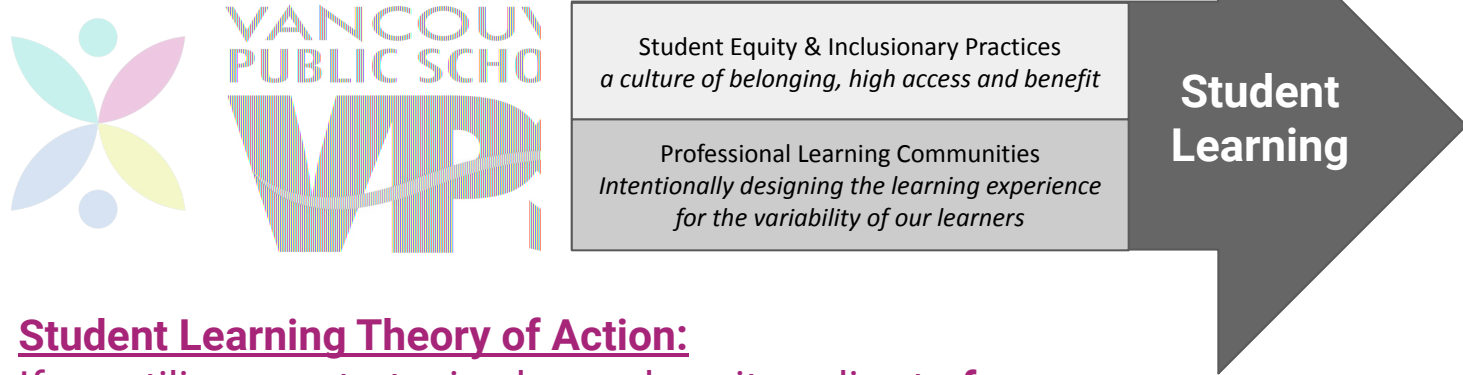 VANCOUV
PUBLIC SCHO
VP
Student Equity & Inclusionary Practices
a culture of belonging, high access and benefit
Professional Learning Communities
Intentionally designing the learning experience
for the variability of our learners
Student
Learning
Student Learning Theory of Action: